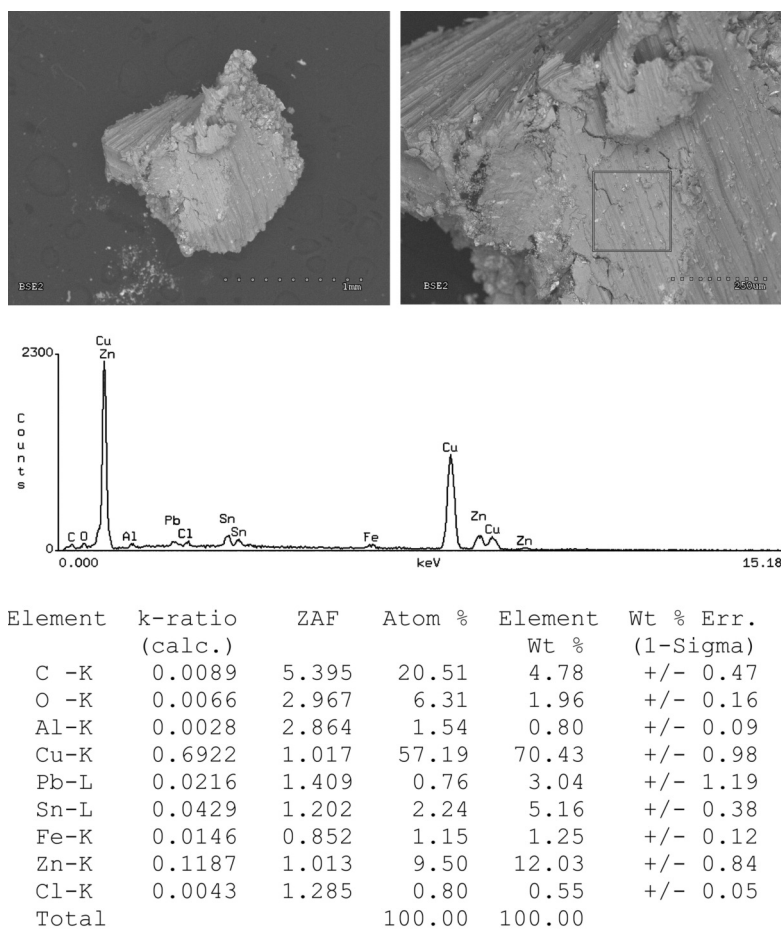 BSE2 1mm
BSE2 250um
2300
Cu
Zn
Counts
C O Al Pb Cl Sn Sn Fe Cu Zn Cu Zn
0
0.000 keV 15.18
Element k-ratio ZAF Atom % Element Wt % Err.
(calc.) Wt % (1-Sigma)
C -K 0.0089 5.395 20.51 4.78 +/- 0.47
O -K 0.0066 2.967 6.31 1.96 +/- 0.16
Al-K 0.0028 2.864 1.54 0.80 +/- 0.09
Cu-K 0.6922 1.017 57.19 70.43 +/- 0.98
Pb-L 0.0216 1.409 0.76 3.04 +/- 1.19
Sn-L 0.0429 1.202 2.24 5.16 +/- 0.38
Fe-K 0.0146 0.852 1.15 1.25 +/- 0.12
Zn-K 0.1187 1.013 9.50 12.03 +/- 0.84
Cl-K 0.0043 1.285 0.80 0.55 +/- 0.05
Total 100.00 100.00